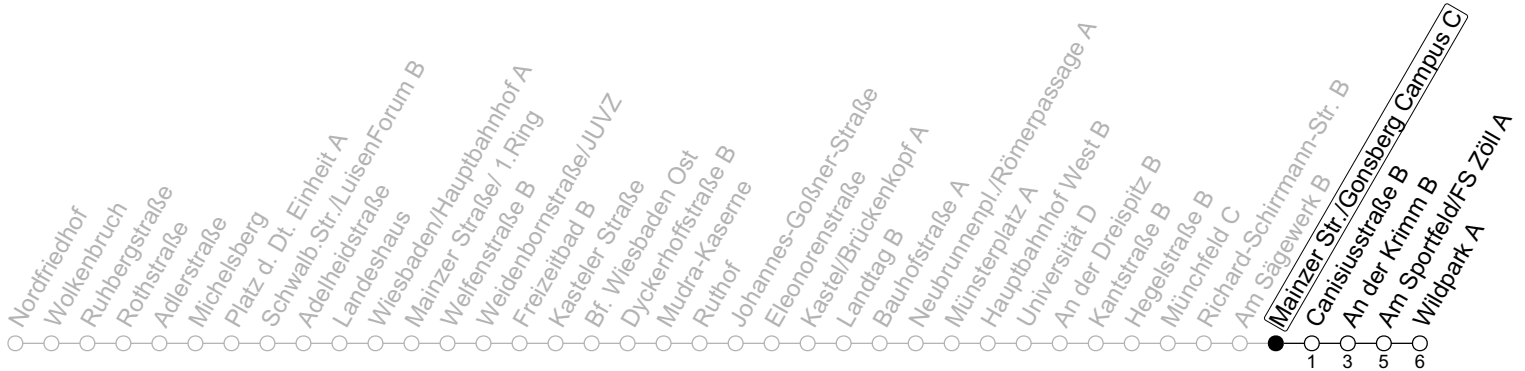 Nordfriedhof
Wolkenbruch
Ruhbergstraße
Rothstraße
Adlerstraße
Michelsberg
Platz d. Dt. Einheit A
Schwalb.Str./LuisenForum B
Adelheidstraße
Landeshaus
Wiesbaden/Hauptbahnhof A
Mainzer Straße/ 1.Ring
Welfenstraße B
Weidenbornstraße/JUVZ
Freizeitbad B
Kasteler Straße
Bf. Wiesbaden Ost
Dyckerhoffstraße B
Mudra-Kaserne
Ruthof
Johannes-Goßner-Straße
Eleonorenstraße
Kastel/Brückenkopf A
Landtag B
Bauhofstraße A
Neubrunnenpl./Römerpassage A
Münsterplatz A
Hauptbahnhof West B
Universität D
An der Dreispitz B
Kantstraße B
Hegelstraße B
Münchfeld C
Richard-Schirrmann-Str. B
Am Sägewerk B
Mainzer Str./Gonsberg Campus C
Canisiusstraße B
An der Krimm B
Am Sportfeld/FS Zöll A
Wildpark A
1 3 5 6